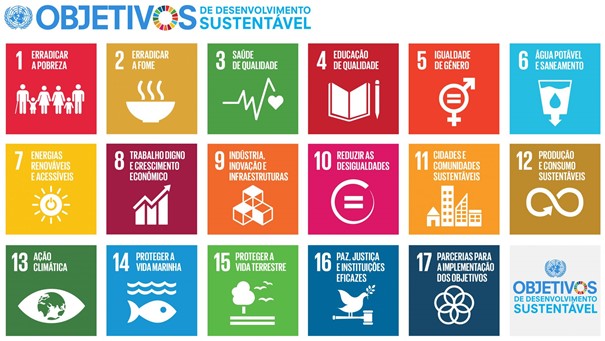 OBJETIVOS DE DESENVOLVIMENTO
SUSTENTÁVEL
1 ERRADICAR
A POBREZA
2 ERRADICAR
A FOME
3 SAÚDE
DE QUALIDADE
4 EDUCAÇÃO
DE QUALIDADE
5 IGUALDADE
DE GÉNERO
6 ÁGUA POTÁVEL
E SANEAMENTO
7 ENERGIAS
RENOVÁVEIS
E ACESSÍVEIS
8 TRABALHO DIGNO
E CRESCIMENTO
ECONÓMICO
9 INDÚSTRIA,
INOVAÇÃO E
INFRAESTRUTURAS
10 REDUZIR AS
DESIGUALDADES
11 CIDADES E
COMUNIDADES
SUSTENTÁVEIS
12 PRODUÇÃO
E CONSUMO
SUSTENTÁVEIS
13 AÇÃO
CLIMÁTICA
14 PROTEGER A
VIDA MARINHA
15 PROTEGER A
VIDA TERRESTRE
16 PAZ, JUSTIÇA
E INSTITUIÇÕES
EFICAZES
17 PARCERIAS PARA
A IMPLEMENTAÇÃO
DOS OBJETIVOS
OBJETIVOS
DE DESENVOLVIMENTO
SUSTENTÁVEL